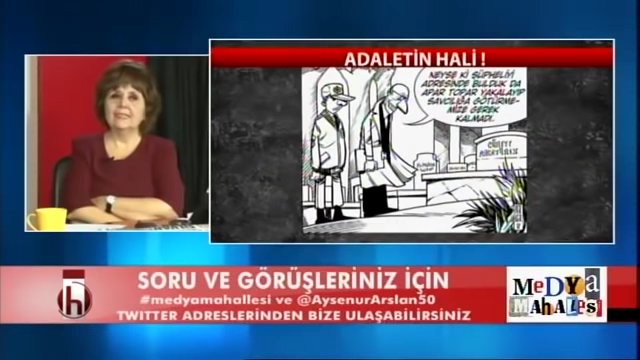 ADALETİN HALİ !
NEYSE Kİ ŞÜPHELİYİ
ADRESİNDE BULDUK DA
APAR TOPAR YAKALAYIP
SAVCILIĞA GÖTÜRME-
MİZE GEREK
KALMADI.
h
SORU VE GÖRÜŞLERİNİZ İÇİN
#medyamahallesi ve @AysenurArslan50
TWITTER ADRESLERİNDEN BİZE ULAŞABİLİRSİNİZ
MeDya
MaHaLLesi